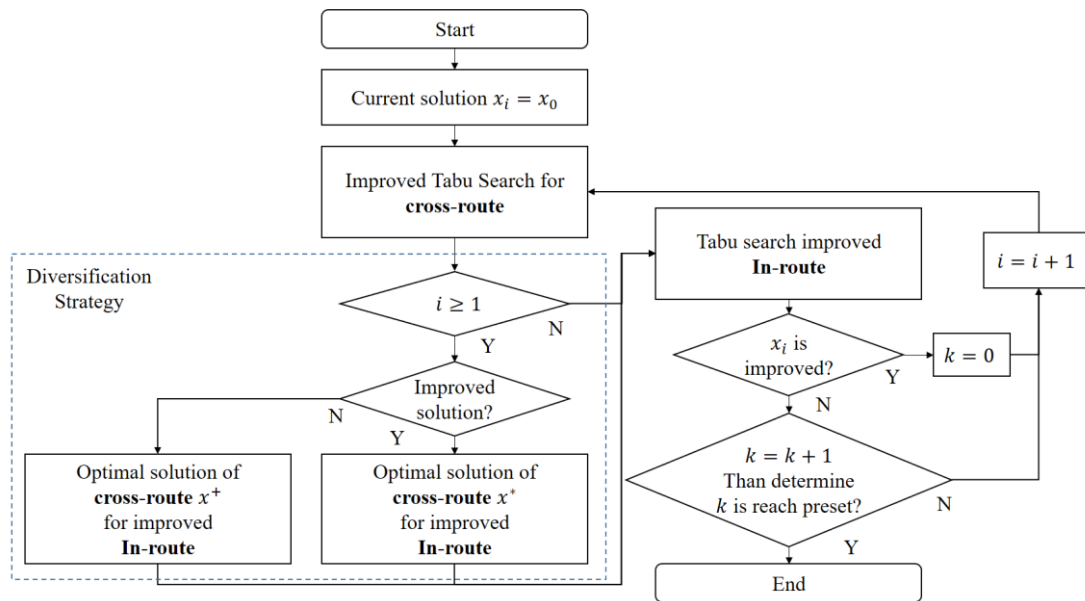 Start
Current solution $x_i = x_0$
Improved Tabu Search for
cross-route
Diversification
Strategy
$i \geq 1$
N
Y
Improved
solution?
N
Y
Optimal solution of
cross-route $x^+$
for improved
In-route
Optimal solution of
cross-route $x^*$
for improved
In-route
Tabu search improved
In-route
$x_i$ is
improved?
Y
N
$k = 0$
$i = i + 1$
$k = k + 1$
Than determine
$k$ is reach preset?
N
Y
End